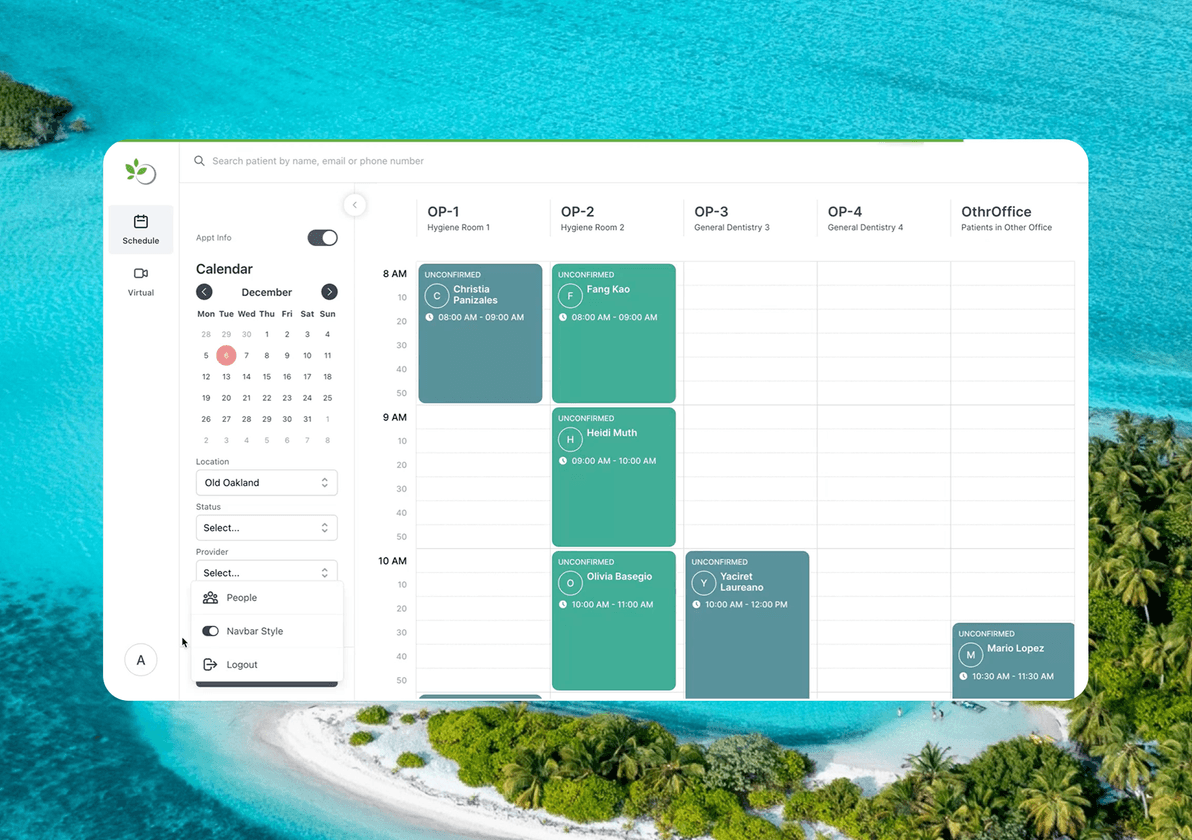 Search patient by name, email or phone number
Schedule
Virtual
A
Appt Info
Calendar
December
Mon Tue Wed Thu Fri Sat Sun
28 29 30 1 2 3 4
5 6 7 8 9 10 11
12 13 14 15 16 17 18
19 20 21 22 23 24 25
26 27 28 29 30 31 1
2 3 4 5 6 7 8
Location
Old Oakland
Status
Select...
Provider
Select...
People
Navbar Style
Logout
OP-1
Hygiene Room 1
OP-2
Hygiene Room 2
OP-3
General Dentistry 3
OP-4
General Dentistry 4
OthrOffice
Patients in Other Office
8 AM
10
20
30
40
50
9 AM
10
20
30
40
50
10 AM
10
20
30
40
50
UNCONFIRMED
C
Christia
Panizales
08:00 AM - 09:00 AM
UNCONFIRMED
F
Fang Kao
08:00 AM - 09:00 AM
UNCONFIRMED
H
Heidi Muth
09:00 AM - 10:00 AM
UNCONFIRMED
O
Olivia Basegio
10:00 AM - 11:00 AM
UNCONFIRMED
Y
Yaciret
Laureano
10:00 AM - 12:00 PM
UNCONFIRMED
M
Mario Lopez
10:30 AM - 11:30 AM